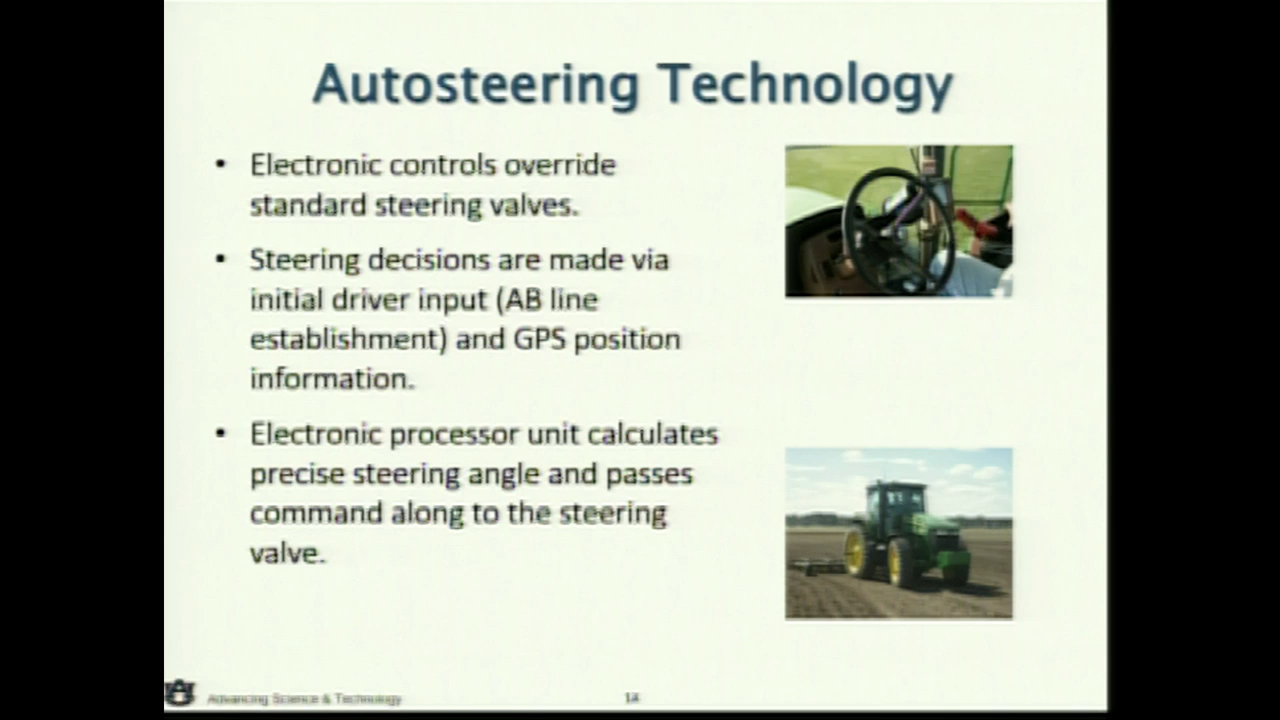 Autosteering Technology
• Electronic controls override
standard steering valves.
• Steering decisions are made via
initial driver input (AB line
establishment) and GPS position
information.
• Electronic processor unit calculates
precise steering angle and passes
command along to the steering
valve.
Advancing Science & Technology
14